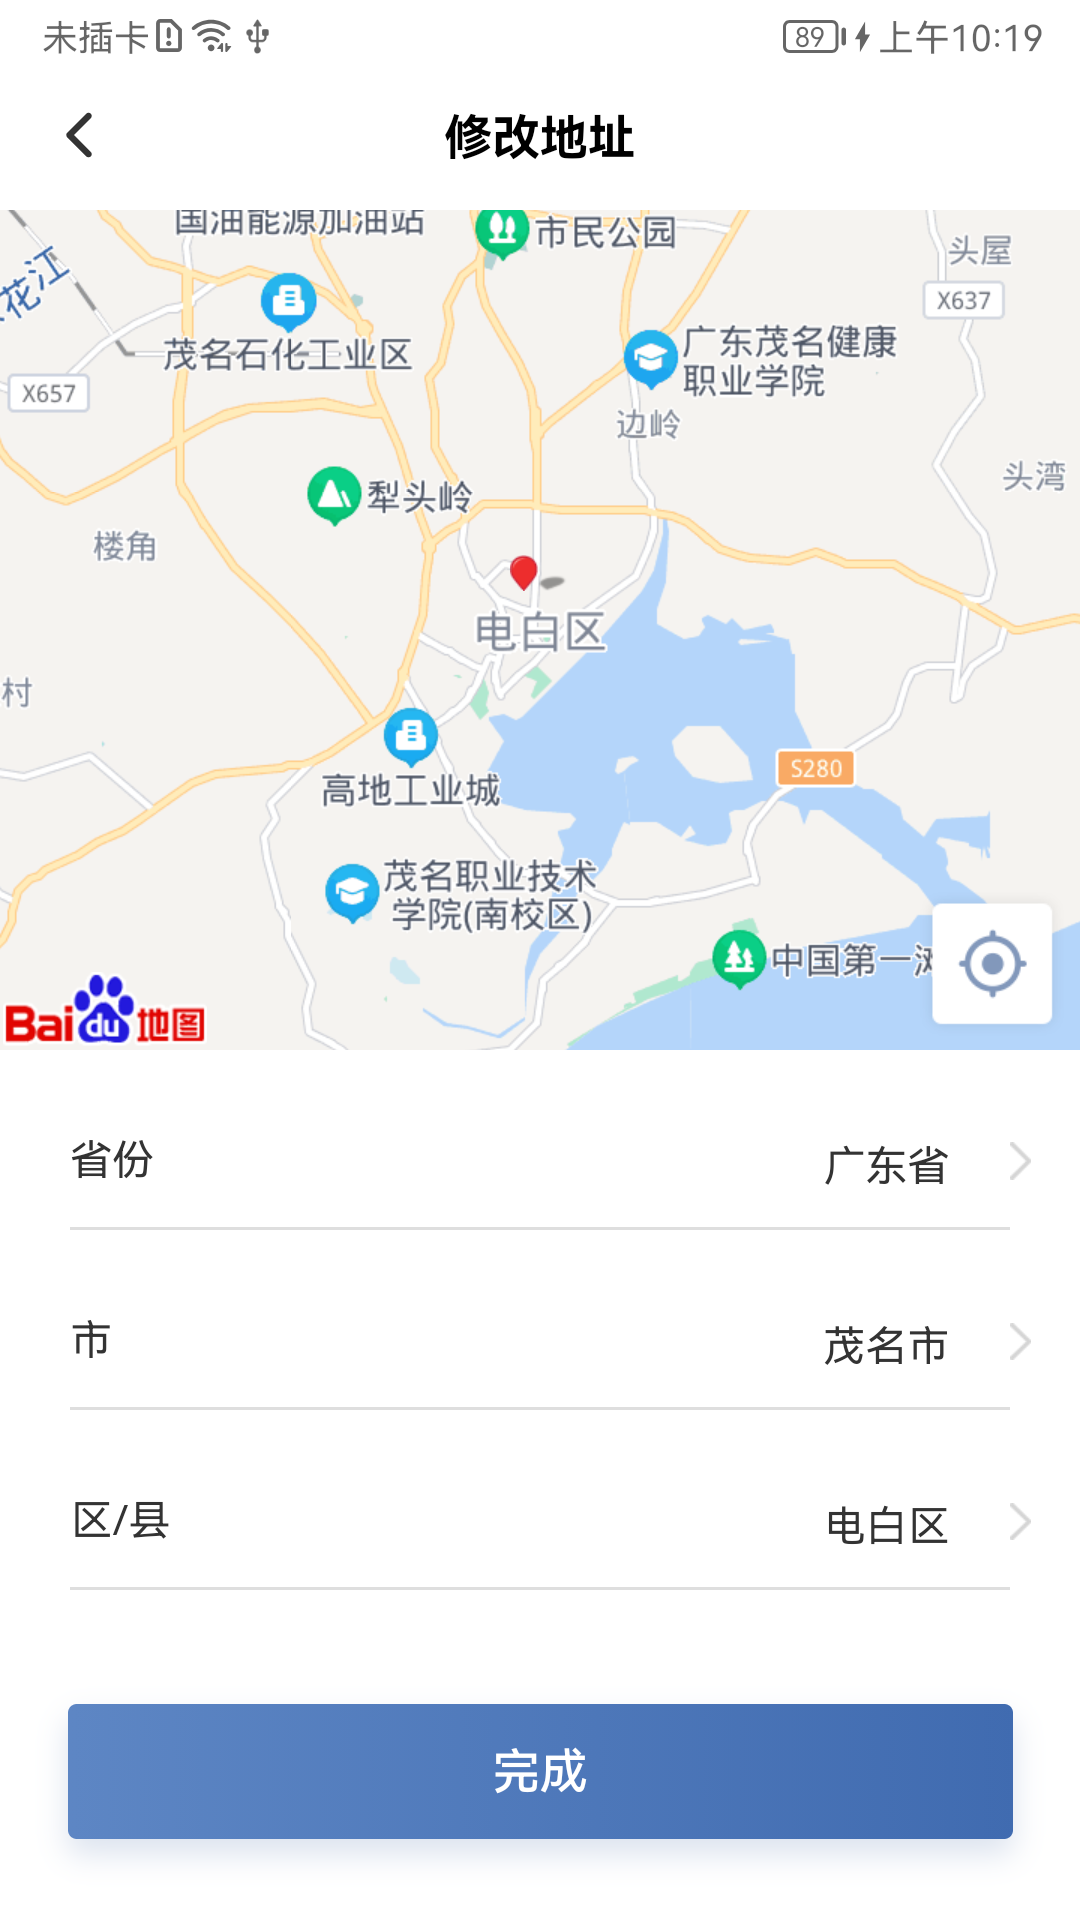 未插卡 89 上午10:19
修改地址
国油能源加油站
市民公园
头屋
花江
X637
茂名石化工业区
广东茂名健康
职业学院
X657
边岭
头湾
犁头岭
楼角
电白区
村
高地工业城
S280
茂名职业技术
学院(南校区)
中国第一滩
Baidu地图
省份 广东省
市 茂名市
区/县 电白区
完成